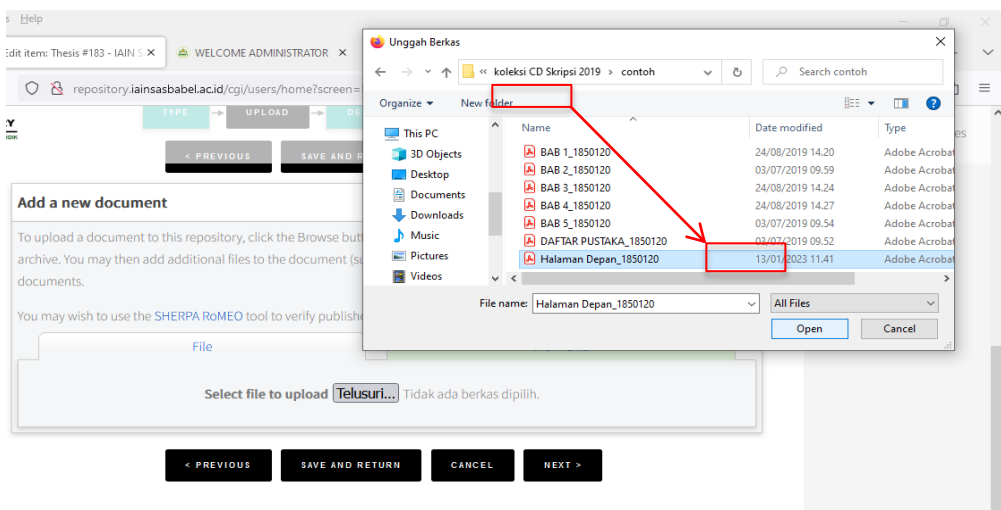 s Help
Edit item: Thesis #183 - IAIN S
WELCOME ADMINISTRATOR
repository.iainsasbabel.ac.id/cgi/users/home?screen=
TYPE
UPLOAD
DE
< PREVIOUS
SAVE AND R
Add a new document
To upload a document to this repository, click the Browse but
archive. You may then add additional files to the document (su
documents.
You may wish to use the SHERPA RoMEO tool to verify publishe
File
Select file to upload Telusuri... Tidak ada berkas dipilih.
< PREVIOUS
SAVE AND RETURN
CANCEL
NEXT >
Unggah Berkas
« koleksi CD Skripsi 2019 › contoh
Search contoh
Organize
New folder
This PC
3D Objects
Desktop
Documents
Downloads
Music
Pictures
Videos
Name Date modified Type
BAB 1_1850120 24/08/2019 14.20 Adobe Acrobat
BAB 2_1850120 03/07/2019 09.59 Adobe Acrobat
BAB 3_1850120 24/08/2019 14.24 Adobe Acrobat
BAB 4_1850120 24/08/2019 14.27 Adobe Acrobat
BAB 5_1850120 03/07/2019 09.54 Adobe Acrobat
DAFTAR PUSTAKA_1850120 03/07/2019 09.52 Adobe Acrobat
Halaman Depan_1850120 13/01/2023 11.41 Adobe Acrobat
File name: Halaman Depan_1850120
All Files
Open
Cancel